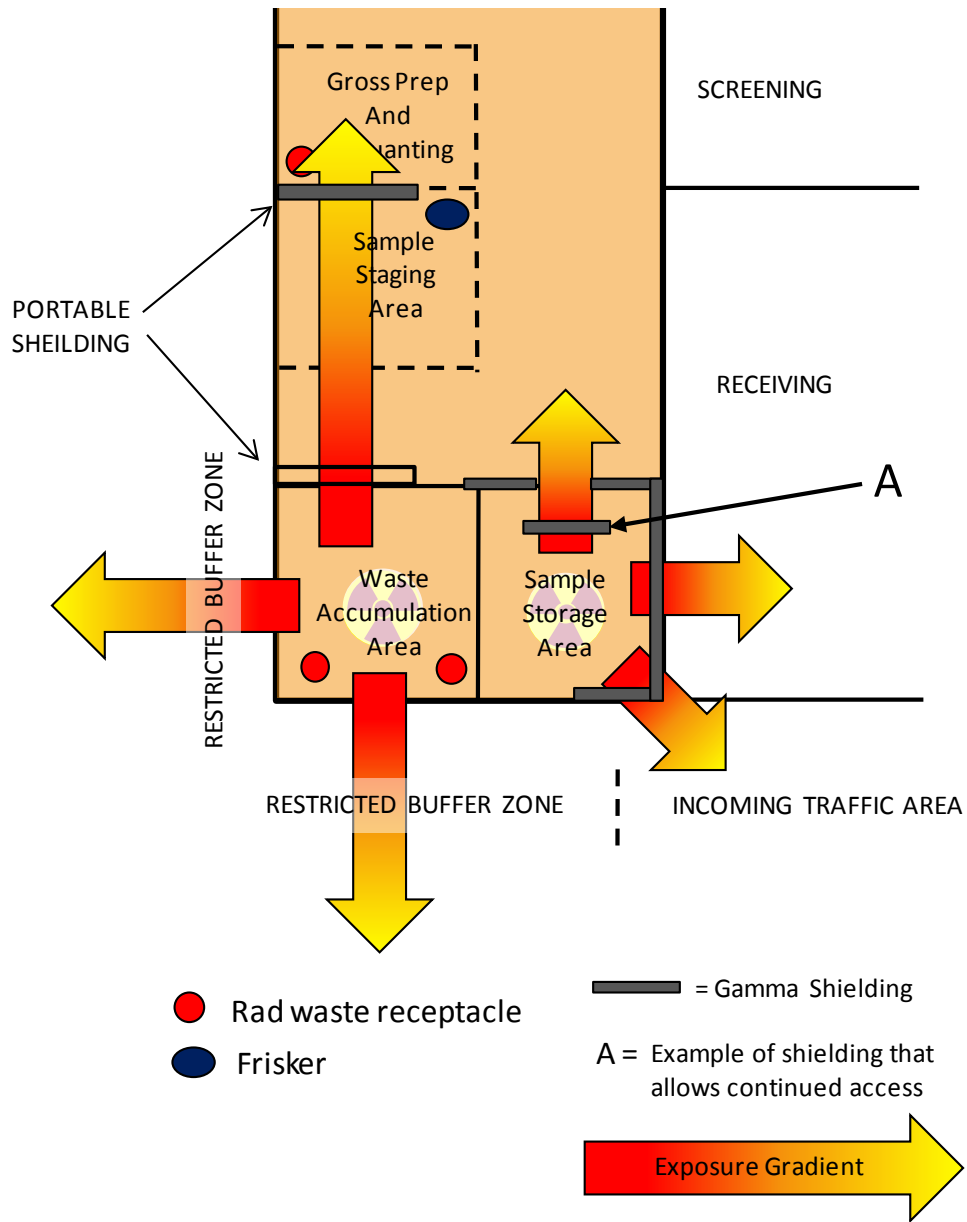 Gross Prep
And
uanting
SCREENING
Sample
Staging
Area
PORTABLE
SHEILDING
RECEIVING
A
RESTRICTED BUFFER ZONE
Waste
Accumulation
Area
Sample
Storage
Area
RESTRICTED BUFFER ZONE
INCOMING TRAFFIC AREA
Rad waste receptacle
Frisker
= Gamma Shielding
A = Example of shielding that
allows continued access
Exposure Gradient